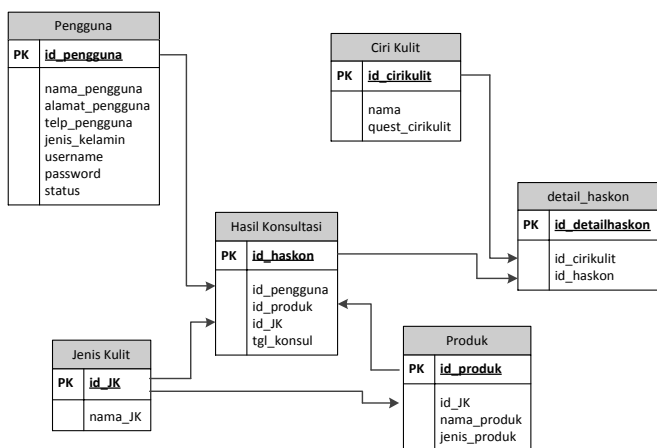 Pengguna
PK id_pengguna
nama_pengguna
alamat_pengguna
telp_pengguna
jenis_kelamin
username
password
status
Ciri Kulit
PK id_cirikulit
nama
quest_cirikulit
detail_haskon
PK id_detailhaskon
id_cirikulit
id_haskon
Hasil Konsultasi
PK id_haskon
id_pengguna
id_produk
id_JK
tgl_konsul
Jenis Kulit
PK id_JK
nama_JK
Produk
PK id_produk
id_JK
nama_produk
jenis_produk